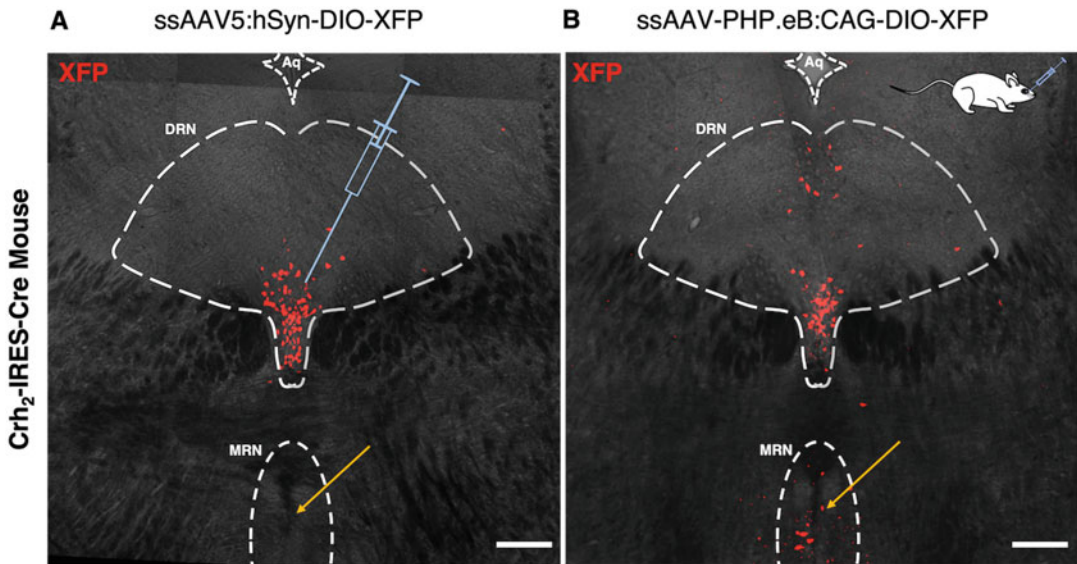 A
ssAAV5:hSyn-DIO-XFP
B
ssAAV-PHP.eB:CAG-DIO-XFP
Crh₂-IRES-Cre Mouse
XFP
Aq
DRN
MRN
XFP
Aq
DRN
MRN